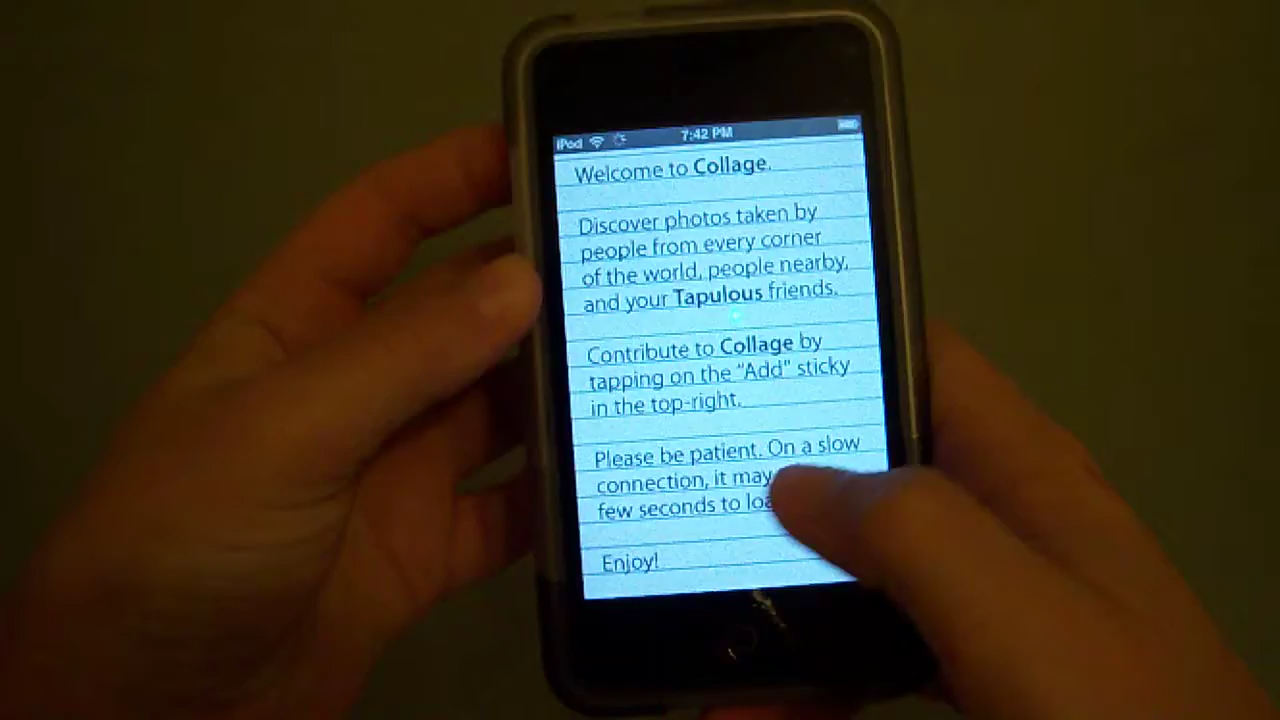 iPod 7:42 PM
Welcome to Collage.
Discover photos taken by
people from every corner
of the world, people nearby,
and your Tapulous friends.
Contribute to Collage by
tapping on the “Add” sticky
in the top-right.
Please be patient. On a slow
connection, it may
few seconds to
Enjoy!